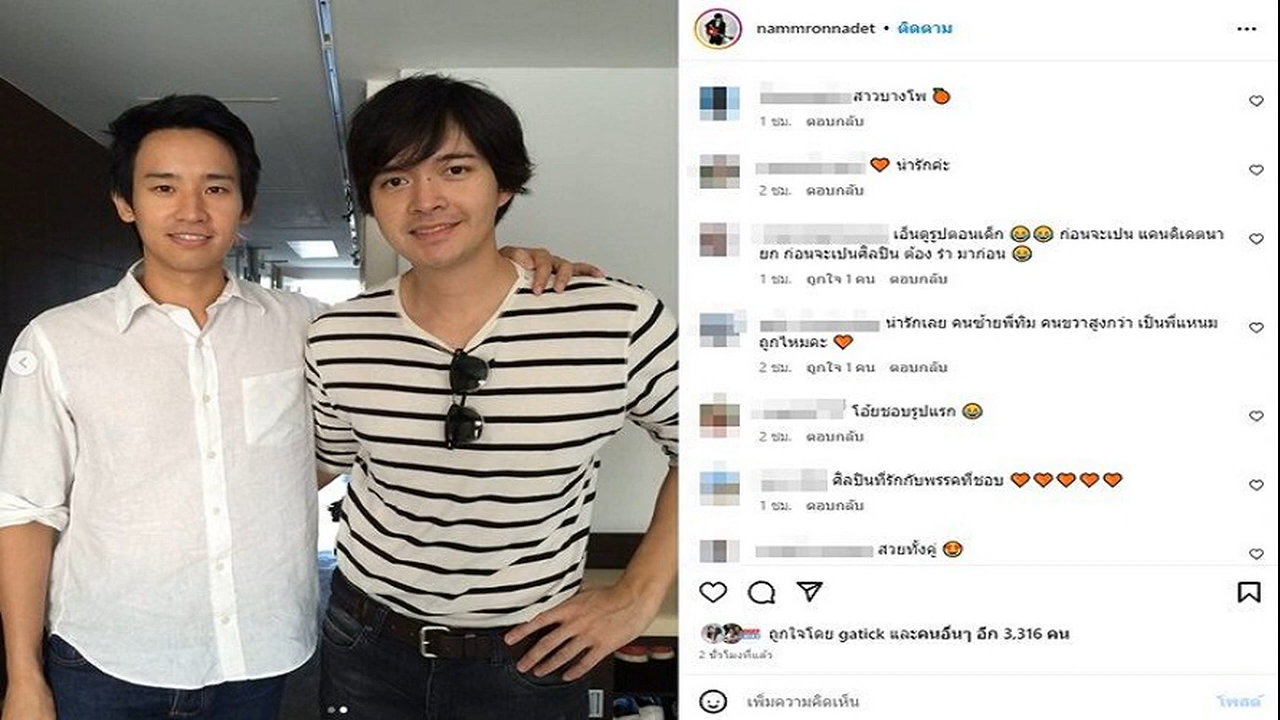 nammronnadet • ติดตาม
สาวบางโพ
1 ชม. ตอบกลับ
น่ารักค่ะ
2 ชม. ตอบกลับ
เอ็นดูรูปตอนเด็ก ก่อนจะเปน แคนดิเดตนา
ยก ก่อนจะเปนศิลปิน ต้อง รำ มาก่อน
1 ชม. ถูกใจ 1 คน ตอบกลับ
น่ารักเลย คนซ้ายพี่ทิม คนขวาสูงกว่า เป็นพี่แหนม
ถูกไหมคะ
2 ชม. ถูกใจ 1 คน ตอบกลับ
โอ้ยชอบรูปแรก
2 ชม. ตอบกลับ
ศิลปินที่รักกับพรรคที่ชอบ
1 ชม. ตอบกลับ
สวยทั้งคู่
ถูกใจโดย gatick และคนอื่นๆ อีก 3,316 คน
2 ชั่วโมงที่แล้ว
เพิ่มความคิดเห็น
โพสต์